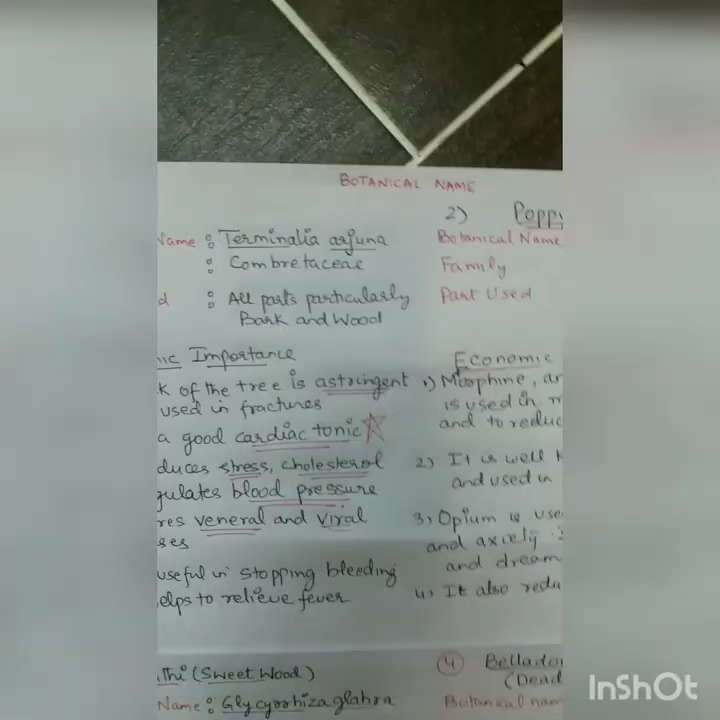 BOTANICAL NAME
Name : Terminalia arjuna
: Combretaceae
d : All parts particularly
Bark and Wood
ic Importance
k of the tree is astringent
used in fractures
a good cardiac tonic
duces stress, cholesterol
gulates blood pressure
res veneral and viral
ses
useful in stopping bleeding
elps to relieve fever
thi (Sweet Wood)
Name : Glycyrrhiza glabra
2) Poppy
Botanical Name
Family
Part Used
Economic
1) Morphine, an
is used in m
and to reduc
2) It is well k
and used in
3) Opium is use
and axiety
and dream
4) It also redu
4 Bellado
(Dead
Botanical nam
InShOt